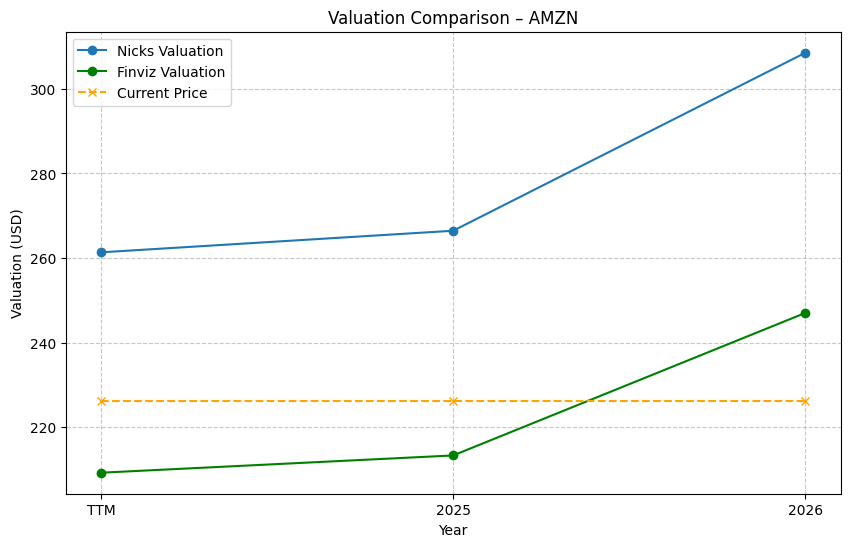 Valuation Comparison – AMZN
Nicks Valuation
Finviz Valuation
Current Price
Valuation (USD)
300
280
260
240
220
TTM
2025
2026
Year